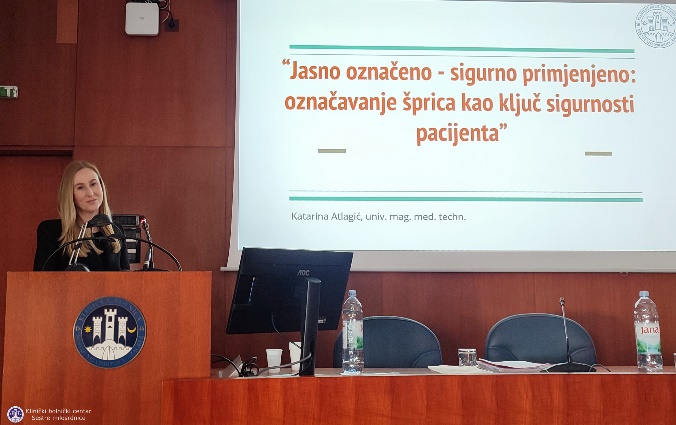 “Jasno označeno - sigurno primjenjeno:
označavanje šprica kao ključ sigurnosti
pacijenta”
Katarina Atlagić, univ. mag. med. techn.
AOC
Jana
Klinički bolnički centar
Sestre milosrdnice